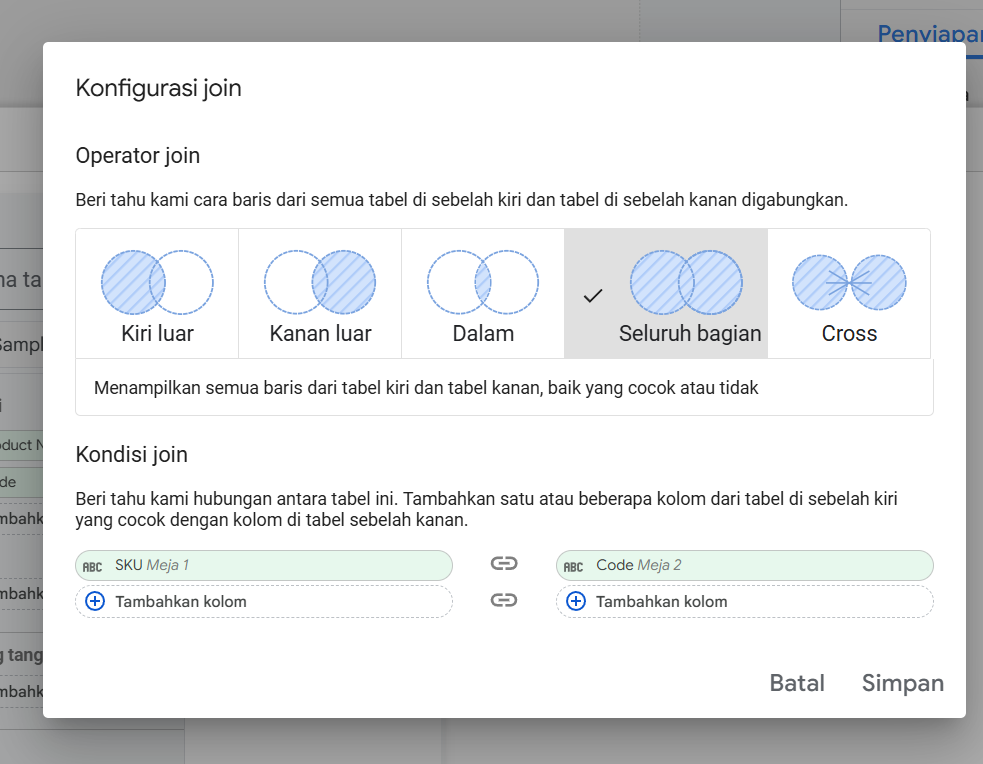 Penyiapan
Konfigurasi join
Operator join
Beri tahu kami cara baris dari semua tabel di sebelah kiri dan tabel di sebelah kanan digabungkan.
Kiri luar
Kanan luar
Dalam
Seluruh bagian
Cross
Menampilkan semua baris dari tabel kiri dan tabel kanan, baik yang cocok atau tidak
Kondisi join
Beri tahu kami hubungan antara tabel ini. Tambahkan satu atau beberapa kolom dari tabel di sebelah kiri
yang cocok dengan kolom di tabel sebelah kanan.
ABC SKU Meja 1
ABC Code Meja 2
Tambahkan kolom
Tambahkan kolom
Batal
Simpan